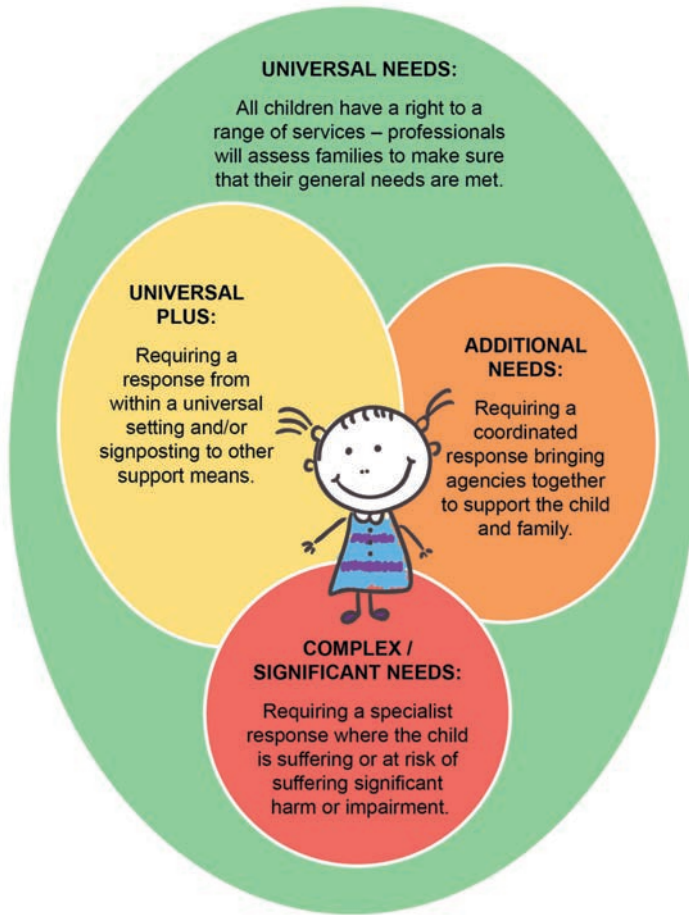 UNIVERSAL NEEDS:
All children have a right to a
range of services – professionals
will assess families to make sure
that their general needs are met.
UNIVERSAL
PLUS:
Requiring a
response from
within a universal
setting and/or
signposting to other
support means.
ADDITIONAL
NEEDS:
Requiring a
coordinated
response bringing
agencies together
to support the child
and family.
COMPLEX /
SIGNIFICANT NEEDS:
Requiring a specialist
response where the child
is suffering or at risk of
suffering significant
harm or impairment.